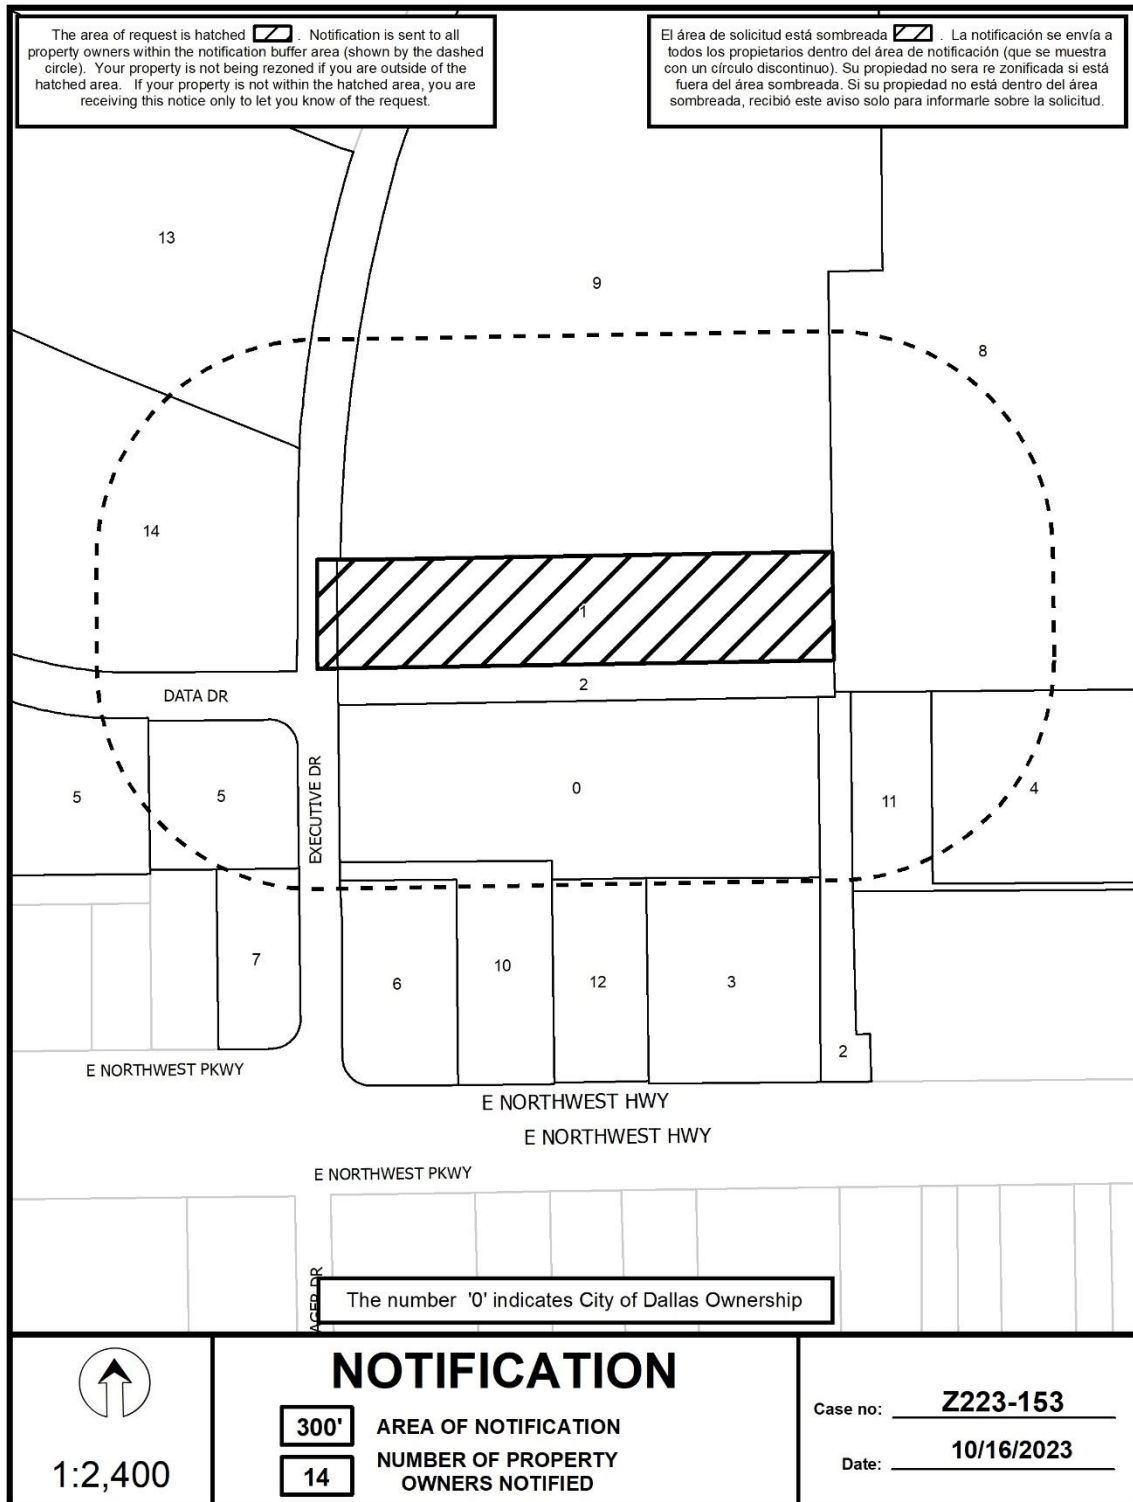 The area of request is hatched . Notification is sent to all
property owners within the notification buffer area (shown by the dashed
circle). Your property is not being rezoned if you are outside of the
hatched area. If your property is not within the hatched area, you are
receiving this notice only to let you know of the request.
El área de solicitud está sombreada . La notificación se envía a
todos los propietarios dentro del área de notificación (que se muestra
con un círculo discontinuo). Su propiedad no sera re zonificada si está
fuera del área sombreada. Si su propiedad no está dentro del área
sombreada, recibió este aviso solo para informarle sobre la solicitud.
13
9
8
14
1
2
DATA DR
EXECUTIVE DR
5
5
0
11
4
7
6
10
12
3
2
E NORTHWEST PKWY
E NORTHWEST HWY
E NORTHWEST HWY
E NORTHWEST PKWY
DR
The number '0' indicates City of Dallas Ownership
1:2,400
NOTIFICATION
300' AREA OF NOTIFICATION
14 NUMBER OF PROPERTY
OWNERS NOTIFIED
Case no: Z223-153
Date: 10/16/2023